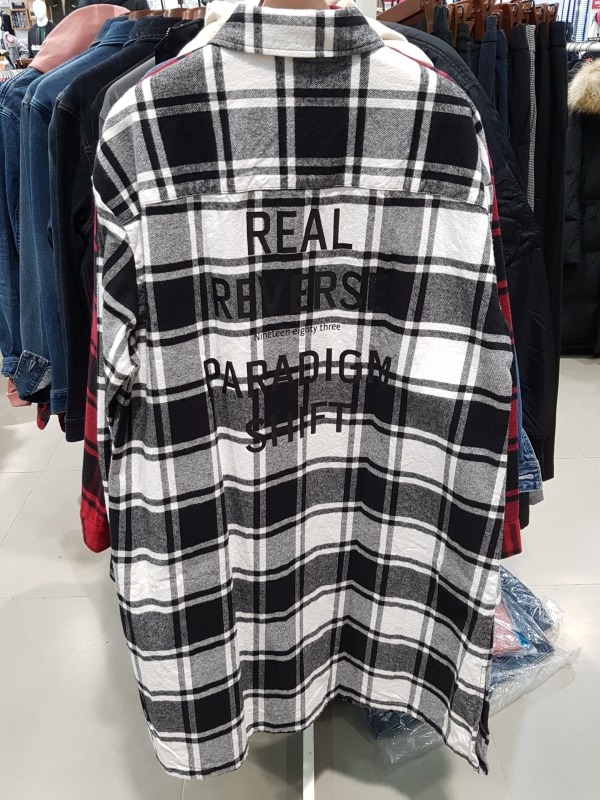 REAL
REVERSE
Nineteen eighty three
PARADIGM
SHIFT